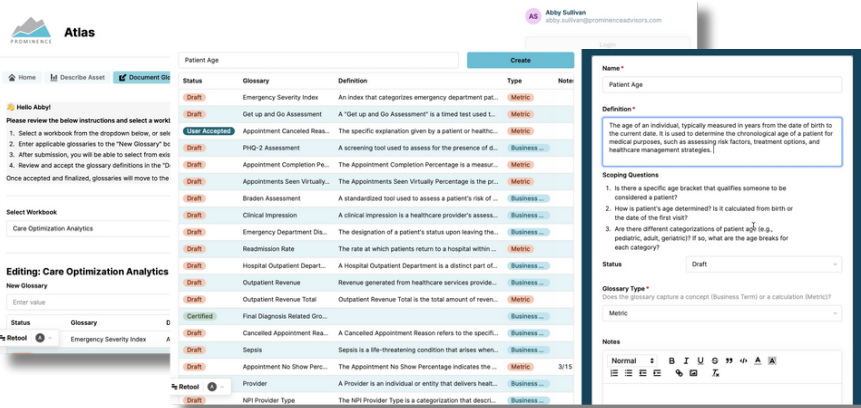 PROMINENCE
Atlas
AS
Abby Sullivan
abby.sullivan@prominenceadvisors.com
Login
Home
Describe Asset
Document Glo
👋 Hello Abby!
Please review the below instructions and select a workb
1. Select a workbook from the dropdown below, or sele
2. Enter applicable glossaries to the "New Glossary" bo
3. After submission, you will be able to select from exis
4. Review and accept the glossary definitions in the "D
Once accepted and finalized, glossaries will move to the
Select Workbook
Care Optimization Analytics
Editing: Care Optimization Analytics
New Glossary
Enter value
Status Glossary D
Emergency Severity Index A
Retool A
Patient Age
Create
Status Glossary Definition Type Notes
Draft Emergency Severity Index An index that categorizes emergency department pat... Metric
Draft Get up and Go Assessment A "Get up and Go Assessment" is a timed test used t... Metric
User Accepted Appointment Canceled Reas... The specific explanation given by a patient or healthc... Metric
Draft PHQ-2 Assessment A screening tool used to assess for the presence of d... Business ...
Draft Appointment Completion Pe... The Appointment Completion Percentage is a measur... Metric
Draft Appointments Seen Virtually... The Appointments Seen Virtually Percentage is the pr... Metric
Draft Braden Assessment A standardized tool used to assess a patient's risk of ... Business ...
Draft Clinical Impression A clinical impression is a healthcare provider's assess... Business ...
Draft Emergency Department Dis... The designation of a patient's status upon leaving the... Business ...
Draft Readmission Rate The rate at which patients return to a hospital within ... Metric
Draft Hospital Outpatient Depart... A Hospital Outpatient Department is a distinct part of... Business ...
Draft Outpatient Revenue Revenue generated from healthcare services provide... Business ...
Draft Outpatient Revenue Total Outpatient Revenue Total is the total amount of reven... Metric
Certified Final Diagnosis Related Gro... Business ...
Draft Cancelled Appointment Rea... A Cancelled Appointment Reason refers to the specifi... Business ...
Draft Sepsis Sepsis is a life-threatening condition that arises when... Business ...
Draft Appointment No Show Perc... The Appointment No Show Percentage indicates the ... Metric 3/15
Draft Provider A Provider is an individual or entity that delivers healt... Business ...
Draft NPI Provider Type A NPI Provider Type is a categorization that descri... Business ...
Retool A
Name *
Patient Age
Definition *
The age of an individual, typically measured in years from the date of birth to
the current date. It is used to determine the chronological age of a patient for
medical purposes, such as assessing risk factors, treatment options, and
healthcare management strategies.
Scoping Questions
1. Is there a specific age bracket that qualifies someone to be
considered a patient?
2. How is patient's age determined? Is it calculated from birth or
the date of the first visit?
3. Are there different categorizations of patient age (e.g.,
pediatric, adult, geriatric)? If so, what are the age breaks for
each category?
Status Draft
Glossary Type *
Does the glossary capture a concept (Business Term) or a calculation (Metric)?
Metric
Notes
Normal B I U S ❞ </> A A